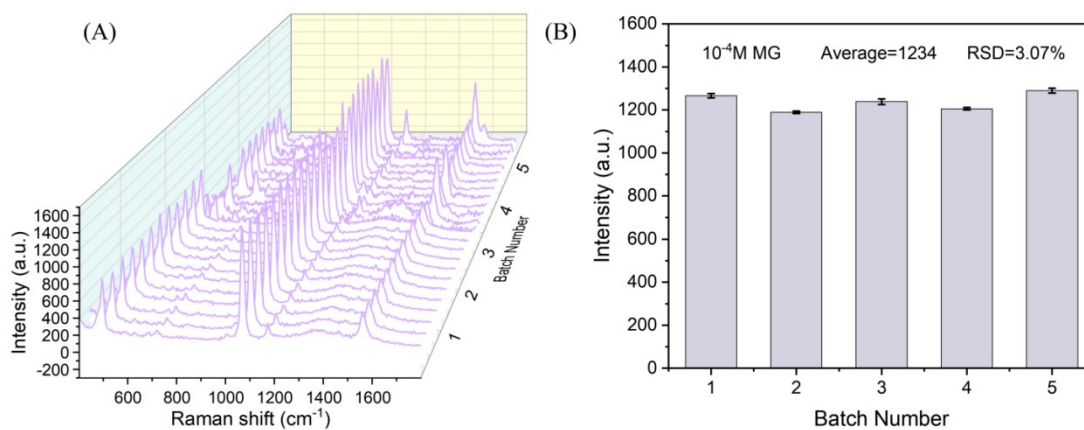 (A)
1600
1400
1200
1000
800
600
400
200
0
-200
Intensity (a.u.)
600 800 1000 1200 1400 1600
Raman shift (cm⁻¹)
1
2
3
4
5
Batch Number
(B)
10⁻⁴M MG Average=1234 RSD=3.07%
1600
1400
1200
1000
800
600
400
200
0
Intensity (a.u.)
1 2 3 4 5
Batch Number